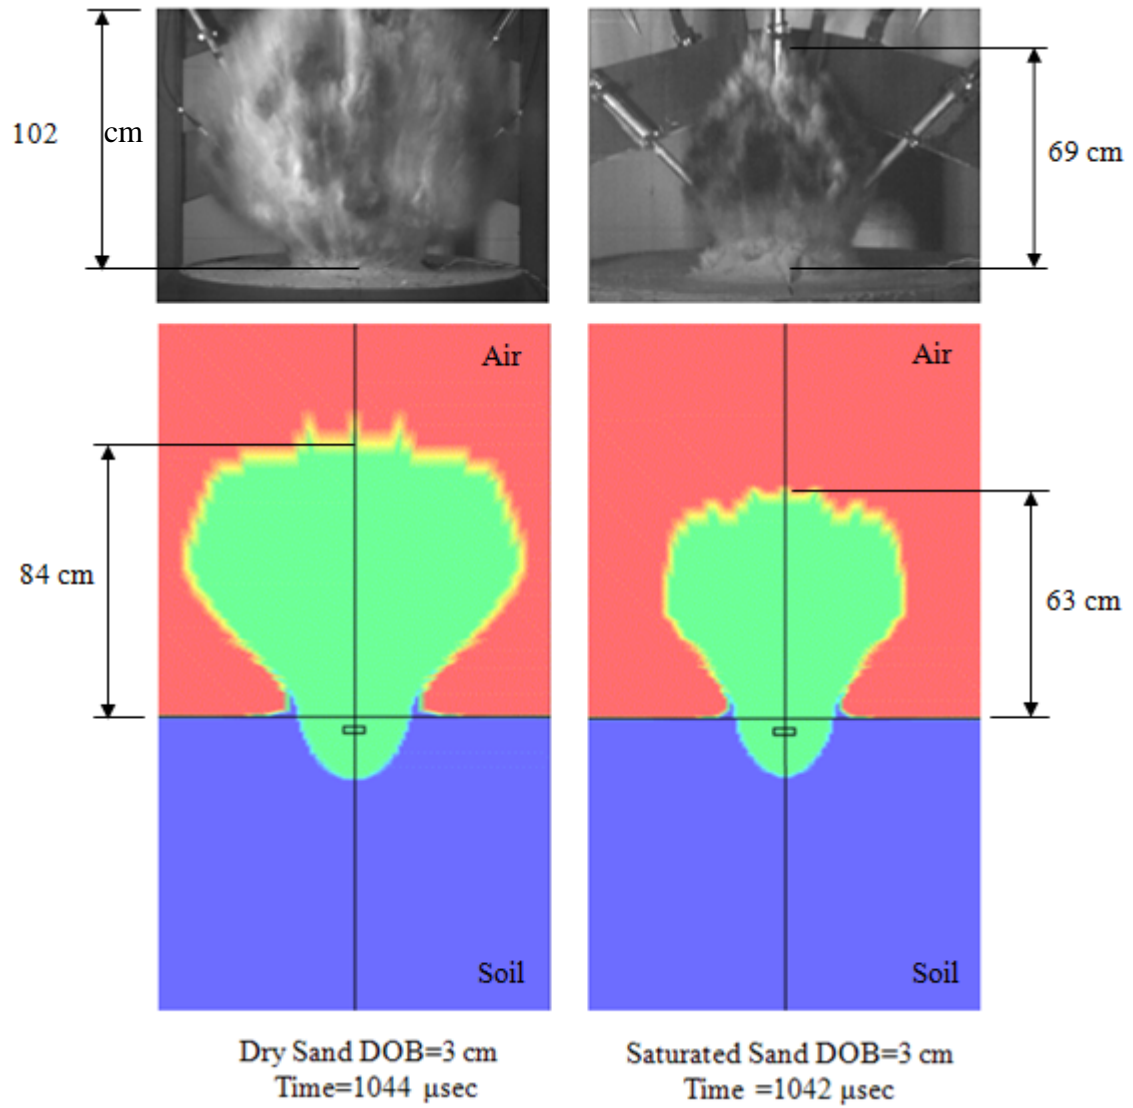 102 cm
69 cm
Air
Air
84 cm
63 cm
Soil
Soil
Dry Sand DOB=3 cm
Time=1044 μsec
Saturated Sand DOB=3 cm
Time =1042 μsec